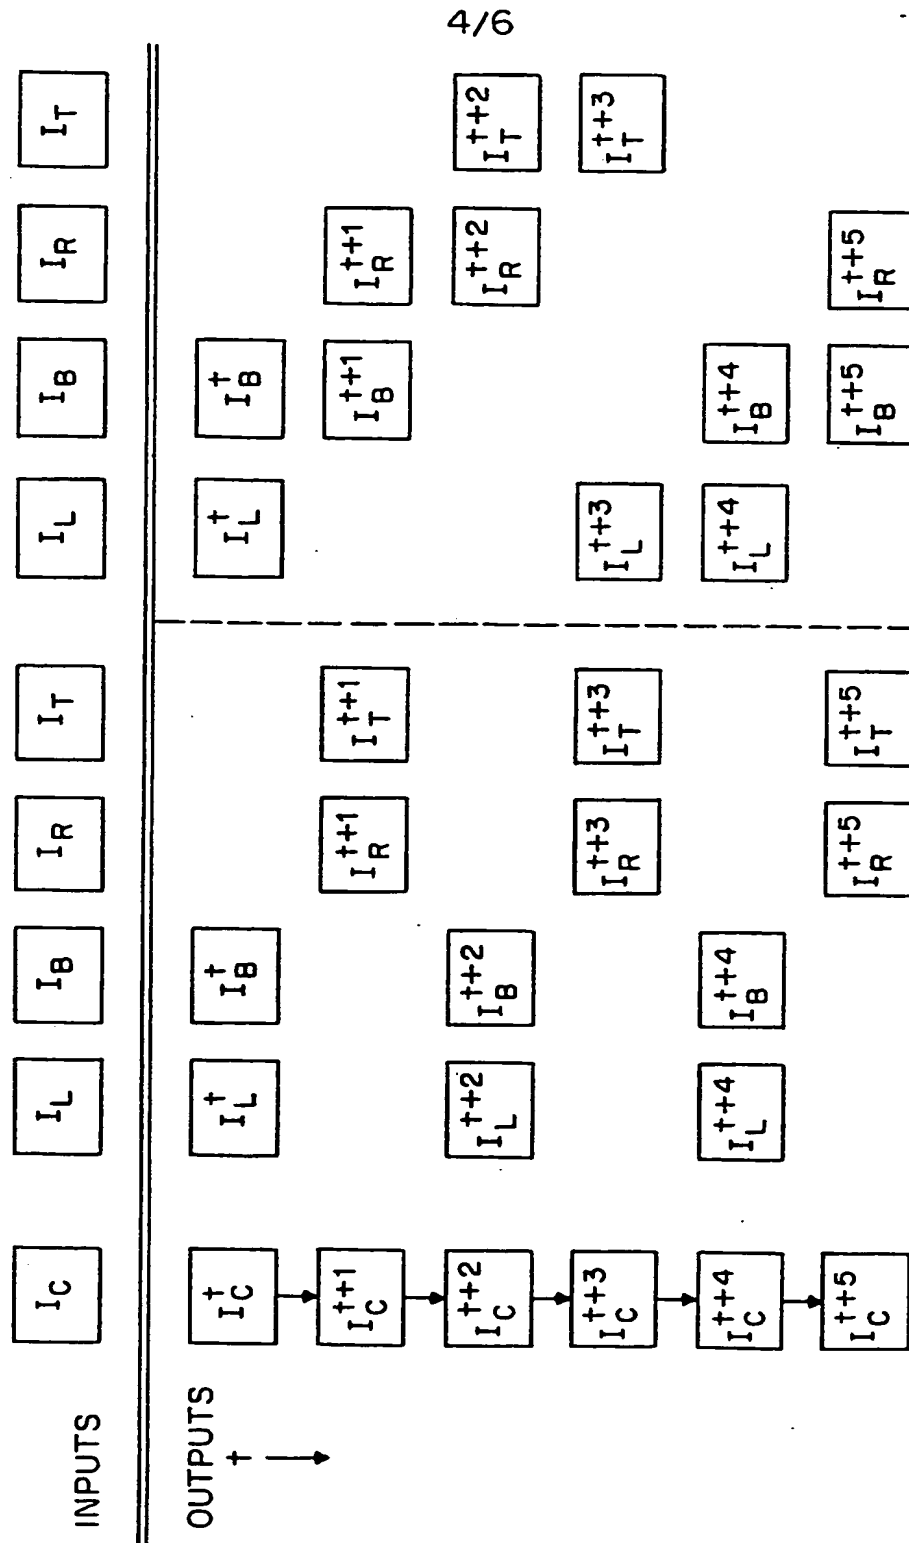 4/6
INPUTS I_C I_L I_B I_R I_T I_L I_B I_R I_T
OUTPUTS I_C^t I_L^t I_B^t I_L^t I_B^t
t
I_C^t+1 I_R^t+1 I_T^t+1 I_B^t+1 I_R^t+1
I_C^t+2 I_L^t+2 I_B^t+2 I_R^t+2 I_T^t+2
I_C^t+3 I_R^t+3 I_T^t+3 I_L^t+3 I_T^t+3
I_C^t+4 I_L^t+4 I_B^t+4 I_L^t+4 I_B^t+4
I_C^t+5 I_R^t+5 I_T^t+5 I_B^t+5 I_R^t+5